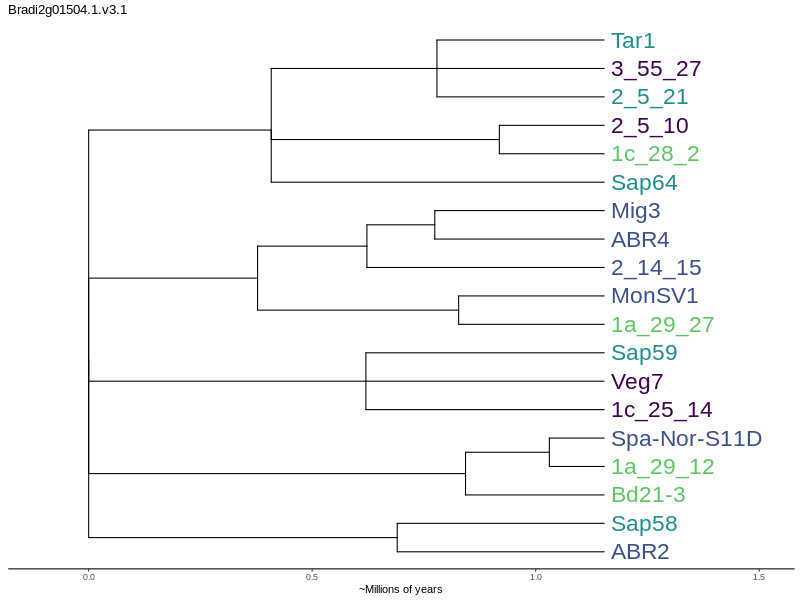 Bradi2g01504.1.v3.1
Tar1
3_55_27
2_5_21
2_5_10
1c_28_2
Sap64
Mig3
ABR4
2_14_15
MonSV1
1a_29_27
Sap59
Veg7
1c_25_14
Spa-Nor-S11D
1a_29_12
Bd21-3
Sap58
ABR2
0.0 0.5 1.0 1.5
~Millions of years